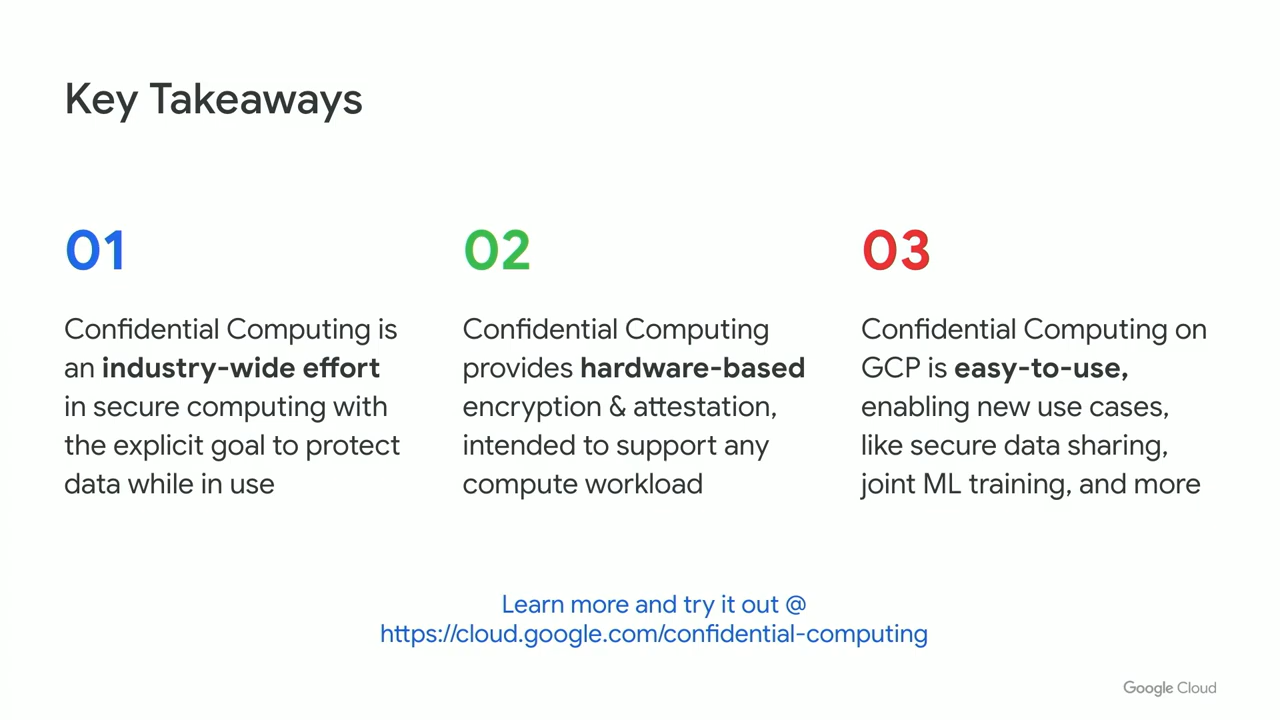 Key Takeaways
01
Confidential Computing is
an industry-wide effort
in secure computing with
the explicit goal to protect
data while in use
02
Confidential Computing
provides hardware-based
encryption & attestation,
intended to support any
compute workload
03
Confidential Computing on
GCP is easy-to-use,
enabling new use cases,
like secure data sharing,
joint ML training, and more
Learn more and try it out @
https://cloud.google.com/confidential-computing
Google Cloud